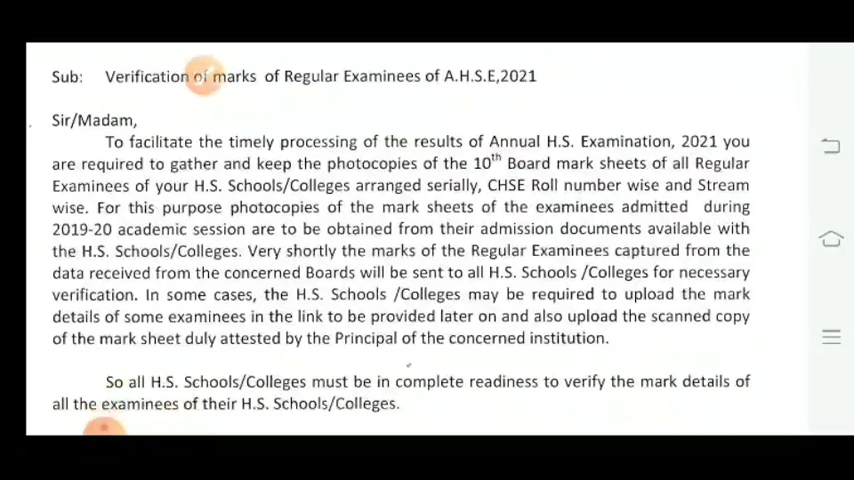 Sub: Verification of marks of Regular Examinees of A.H.S.E,2021
Sir/Madam,
To facilitate the timely processing of the results of Annual H.S. Examination, 2021 you
are required to gather and keep the photocopies of the 10th Board mark sheets of all Regular
Examinees of your H.S. Schools/Colleges arranged serially, CHSE Roll number wise and Stream
wise. For this purpose photocopies of the mark sheets of the examinees admitted during
2019-20 academic session are to be obtained from their admission documents available with
the H.S. Schools/Colleges. Very shortly the marks of the Regular Examinees captured from the
data received from the concerned Boards will be sent to all H.S. Schools /Colleges for necessary
verification. In some cases, the H.S. Schools /Colleges may be required to upload the mark
details of some examinees in the link to be provided later on and also upload the scanned copy
of the mark sheet duly attested by the Principal of the concerned institution.
So all H.S. Schools/Colleges must be in complete readiness to verify the mark details of
all the examinees of their H.S. Schools/Colleges.